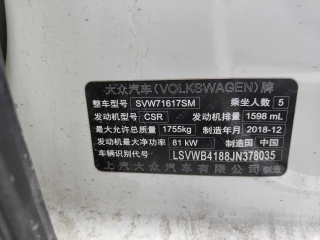 大众汽车(VOLKSWAGEN)牌
整车型号 SVW71617SM 乘坐人数 5
发动机型号 CSR 发动机排量 1598 mL
最大允许总质量 1755kg 制造年月 2018-12
发动机最大净功率 81 kW 制造国 中国
车辆识别代号 LSVWB4188JN378035
上汽大众汽车有限公司 制造